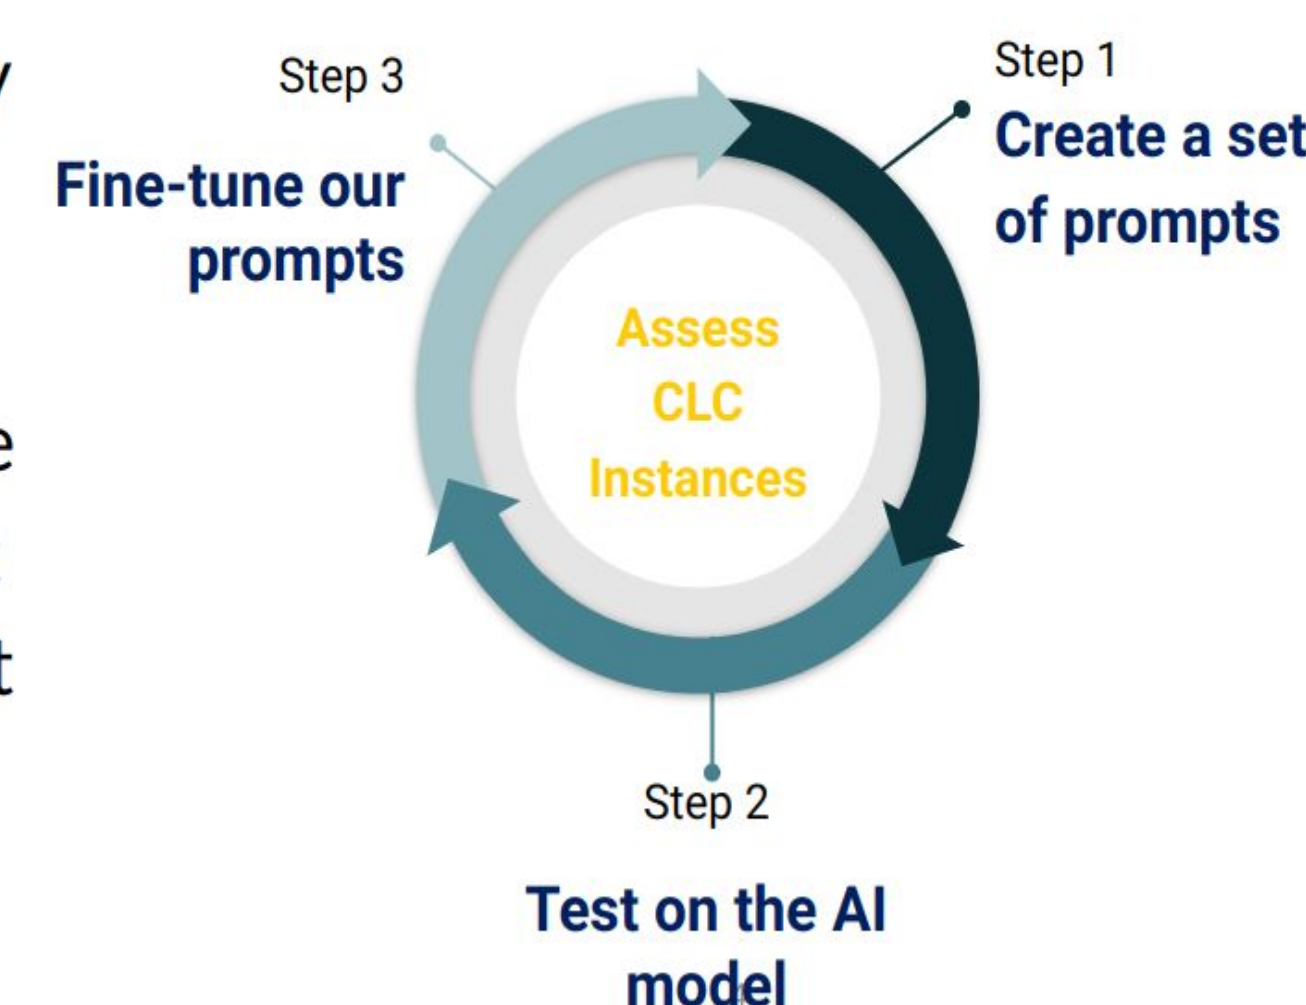 Step 3
Fine-tune our
prompts
Step 1
Create a set
of prompts
Assess
CLC
Instances
Step 2
Test on the AI
model